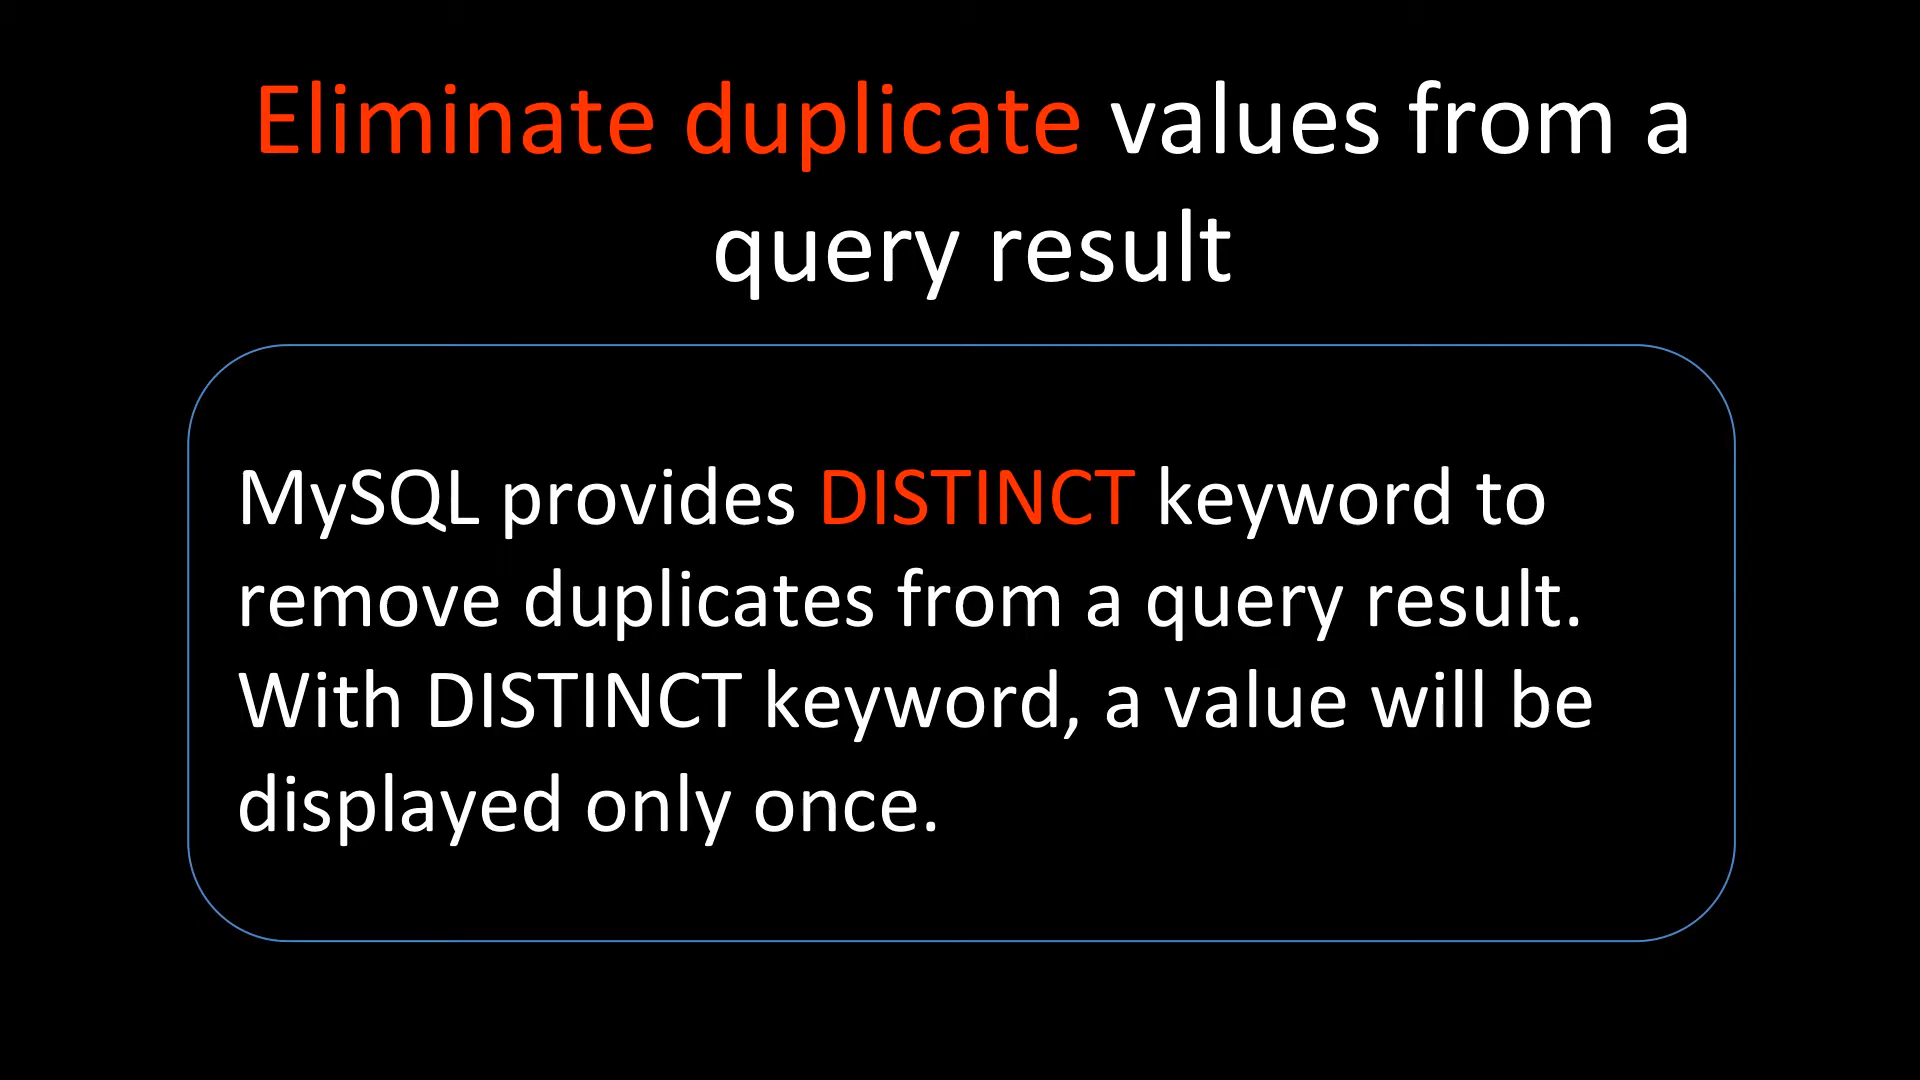 Eliminate duplicate values from a
query result
MySQL provides DISTINCT keyword to
remove duplicates from a query result.
With DISTINCT keyword, a value will be
displayed only once.